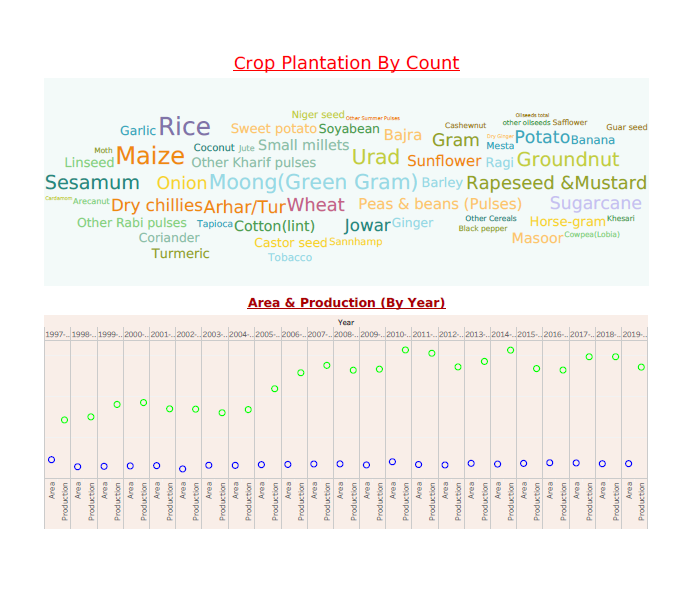 Crop Plantation By Count
Niger seed Other Summer Pulses Oilseeds total
Garlic Rice Sweet potato Soyabean Bajra Cashewnut other oilseeds Safflower Guar seed
Moth Coconut Jute Small millets Gram Dry Ginger Mesta Potato Banana
Linseed Maize Other Kharif pulses Urad Sunflower Ragi Groundnut
Sesamum Onion Moong(Green Gram) Barley Rapeseed &Mustard
Cardamom Arecanut Dry chillies Arhar/Tur Wheat Peas & beans (Pulses) Sugarcane
Other Rabi pulses Tapioca Cotton(lint) Jowar Ginger Other Cereals Horse-gram Khesari
Coriander Castor seed Sannhamp Black pepper Masoor Cowpea(Lobia)
Turmeric Tobacco
Area & Production (By Year)
Year
1997-.. 1998-.. 1999-.. 2000-.. 2001-.. 2002-.. 2003-.. 2004-.. 2005-.. 2006-.. 2007-.. 2008-.. 2009-.. 2010-.. 2011-.. 2012-.. 2013-.. 2014-.. 2015-.. 2016-.. 2017-.. 2018-.. 2019-..
Area Production Area Production Area Production Area Production Area Production Area Production Area Production Area Production Area Production Area Production Area Production Area Production Area Production Area Production Area Production Area Production Area Production Area Production Area Production Area Production Area Production Area Production Area Production